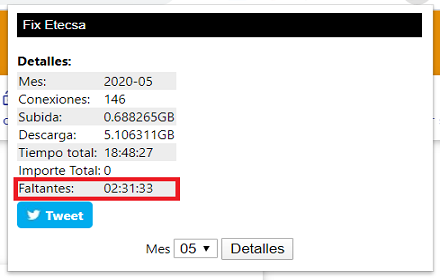 Fix Etecsa
Detalles:
Mes: 2020-05
Conexiones: 146
Subida: 0.688265GB
Descarga: 5.106311GB
Tiempo total: 18:48:27
Importe Total: 0
Faltantes: 02:31:33
Tweet
Mes 05 Detalles